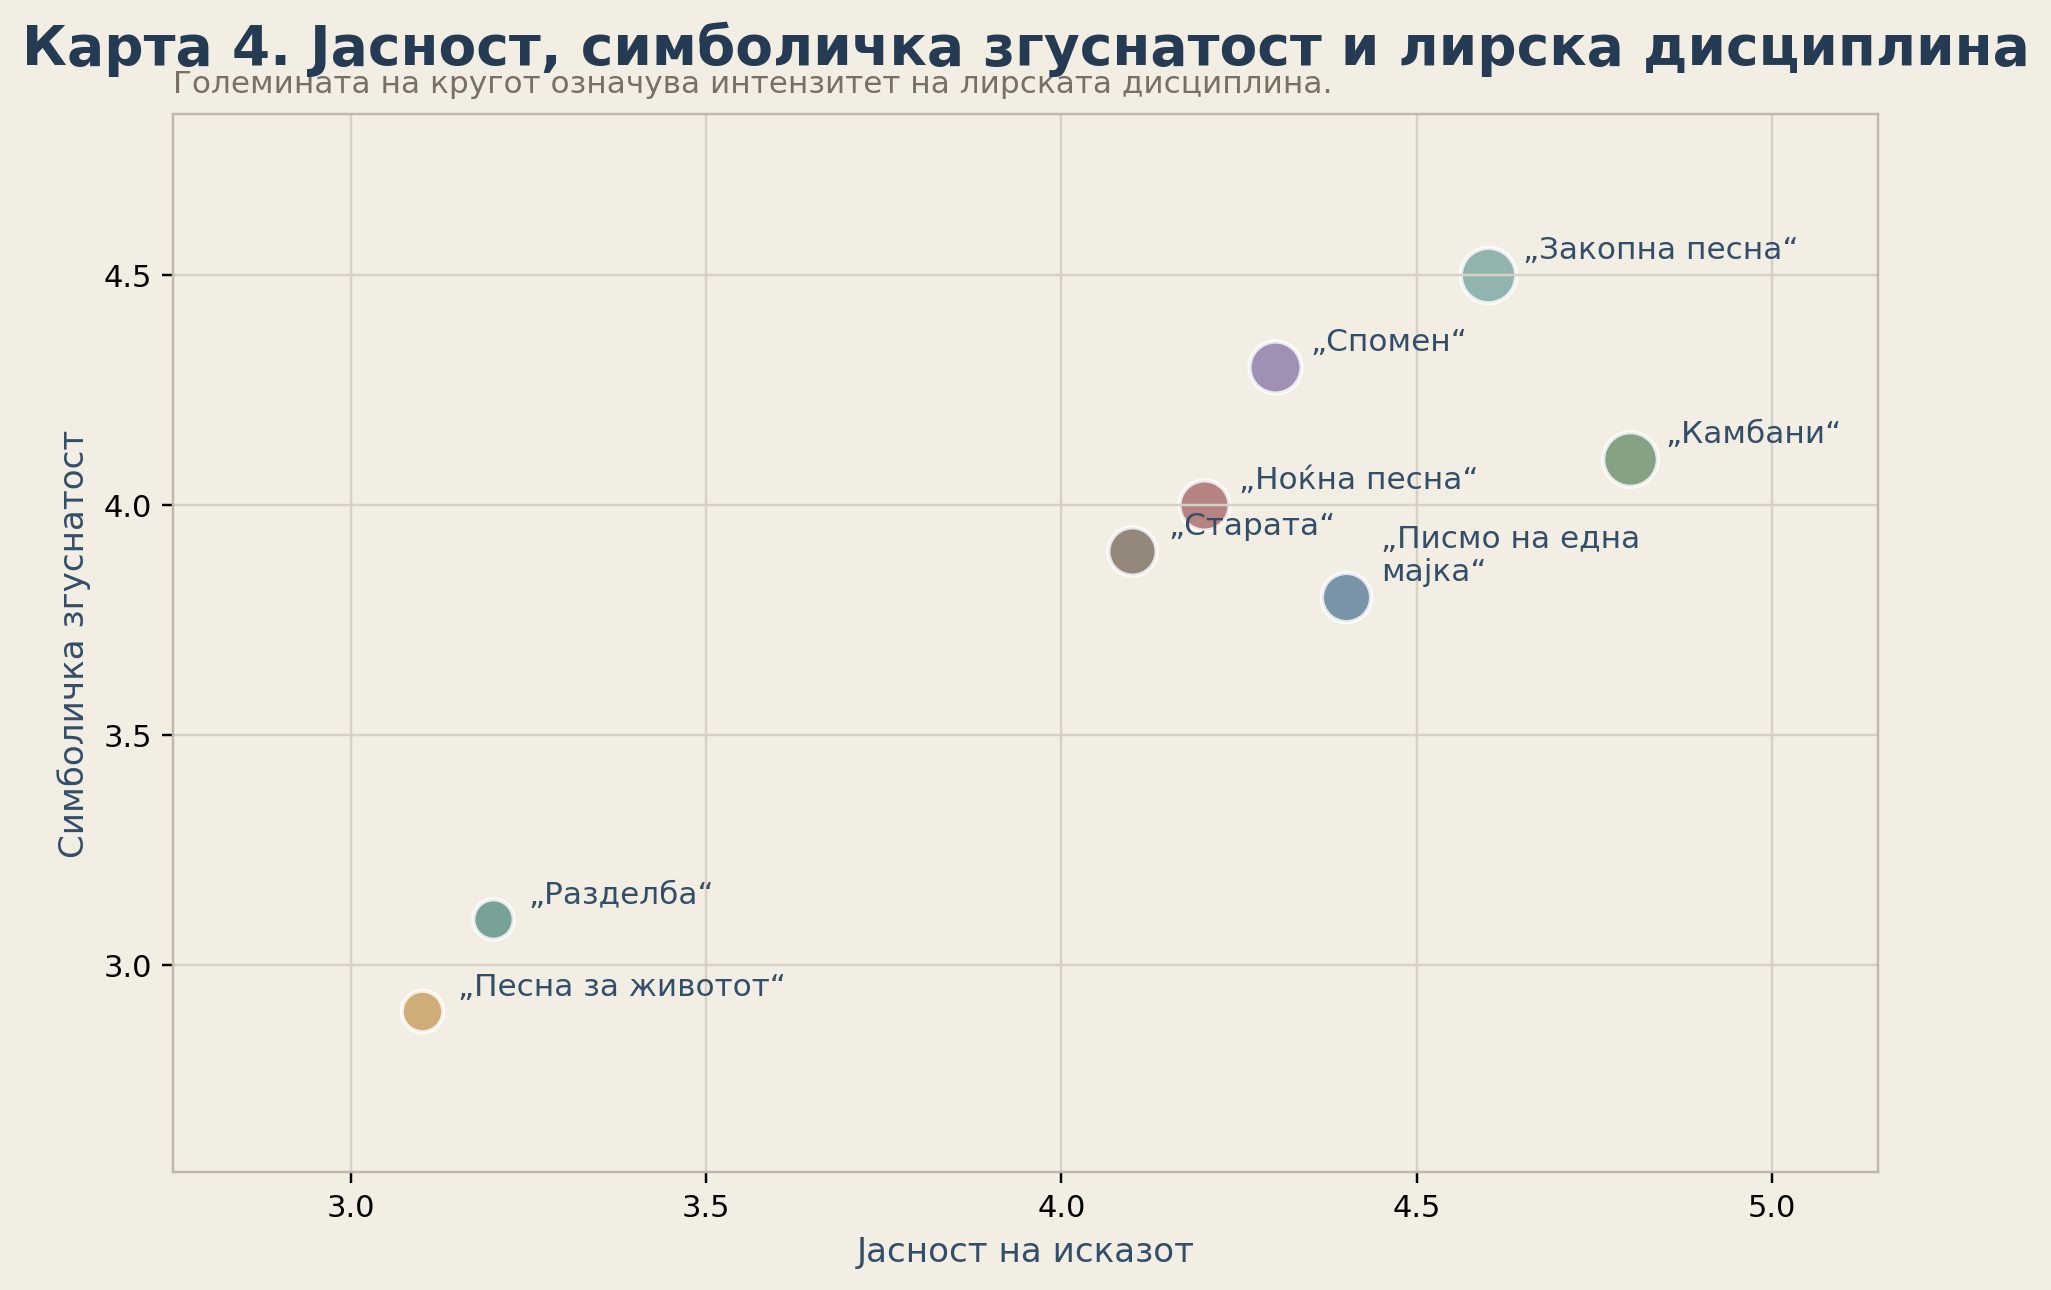 Карта 4. Јасност, симболичка згуснатост и лирска дисциплина
Големината на кругот означува интензитет на лирската дисциплина.
Симболичка згуснатост
4.5
4.0
3.5
3.0
„Закопна песна“
„Спомен“
„Камбани“
„Ноќна песна“
„Старата“
„Писмо на една
мајка“
„Разделба“
„Песна за животот“
3.0 3.5 4.0 4.5 5.0
Јасност на исказот